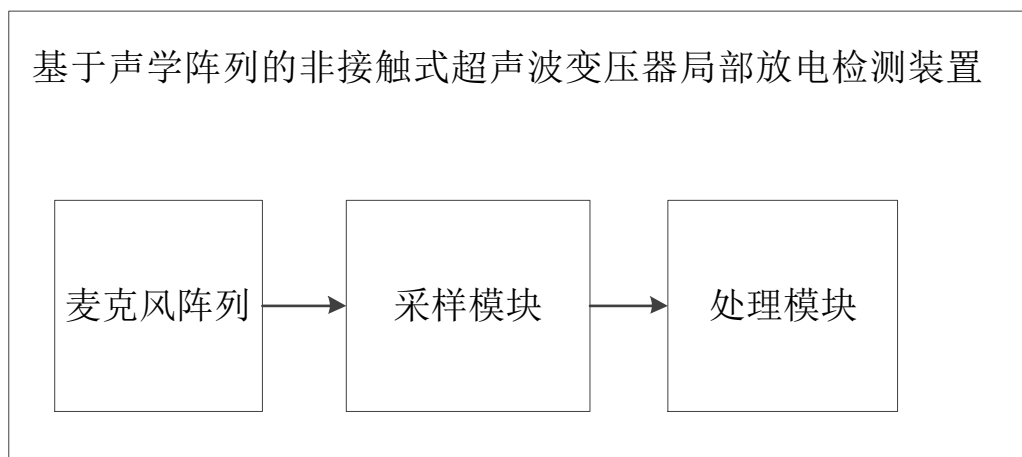 基于声学阵列的非接触式超声波变压器局部放电检测装置
麦克风阵列
采样模块
处理模块